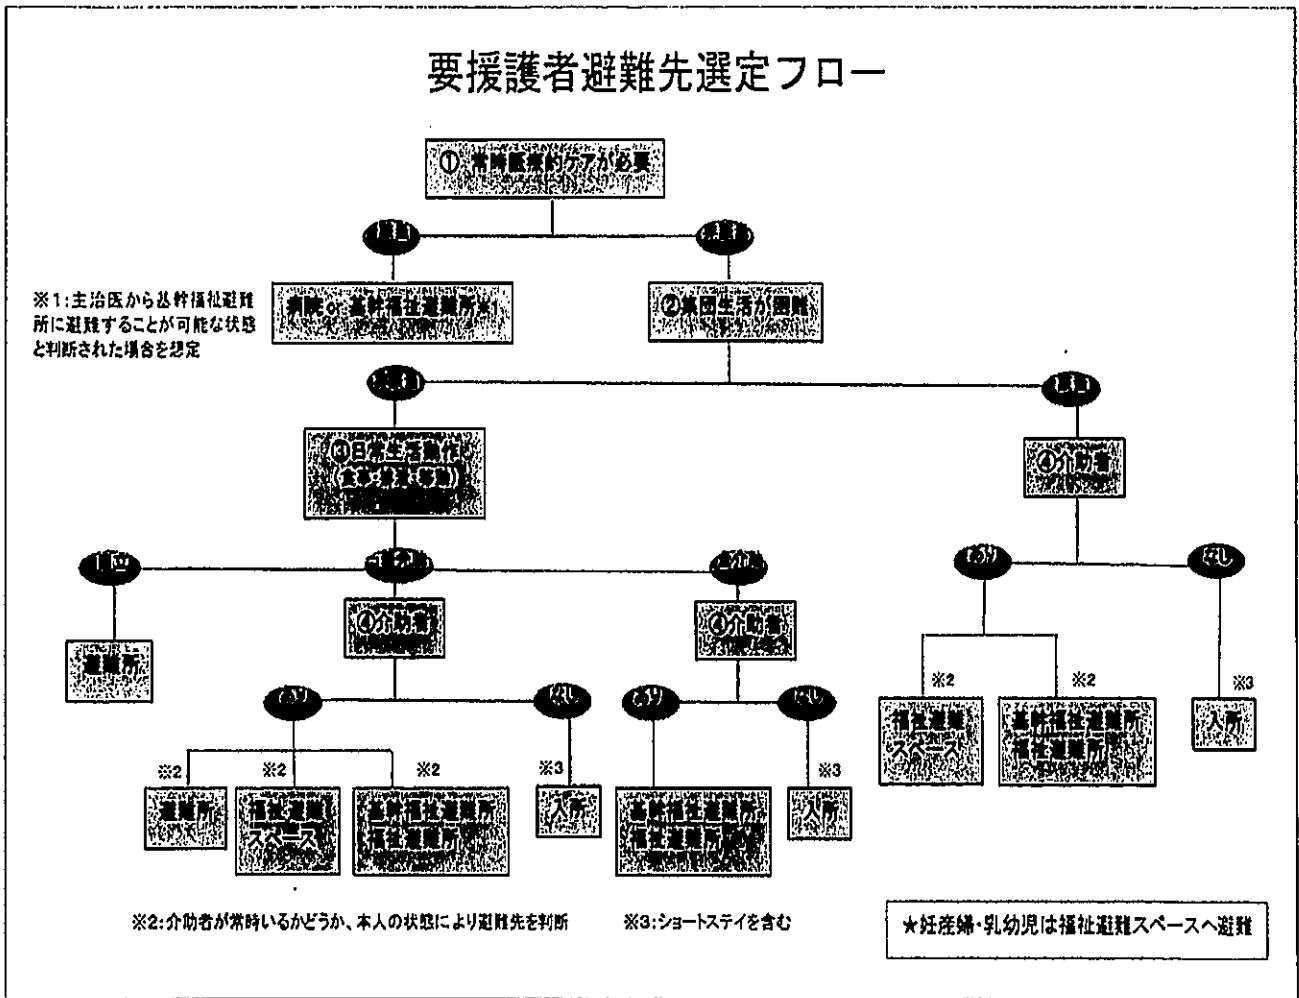 要援護者避難先選定フロー
① 常時医療的ケアが必要
該当
非該当
※1:主治医から基幹福祉避難
所に避難することが可能な状態
と判断された場合を想定
病院or基幹福祉避難所※1
②集団生活が困難
非該当
該当
③日常生活動作
(食事・排泄・移動)
④介助者
自立
一部介助
全介助
あり
なし
避難所
④介助者
④介助者
あり
なし
あり
なし
※2
※2
※3
福祉避難
スペース
基幹福祉避難所
福祉避難所
入所
※2
※2
※2
※3
※3
避難所
福祉避難
スペース
基幹福祉避難所
福祉避難所
入所
基幹福祉避難所
福祉避難所
入所
※2:介助者が常時いるかどうか、本人の状態により避難先を判断
※3:ショートステイを含む
★妊産婦・乳幼児は福祉避難スペースへ避難